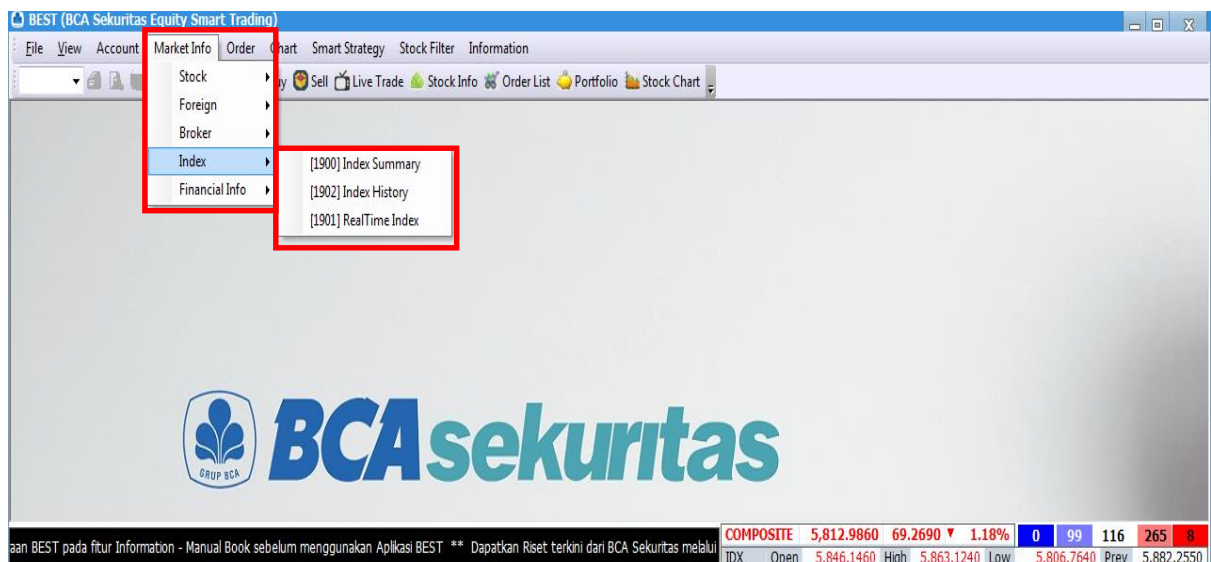 BEST (BCA Sekuritas Equity Smart Trading)
File View Account Market Info Order Chart Smart Strategy Stock Filter Information
Sell Live Trade Stock Info Order List Portfolio Stock Chart
Stock
Foreign
Broker
Index
Financial Info
[1900] Index Summary
[1902] Index History
[1901] RealTime Index
GRUP BCA
BCAsekuritas
aan BEST pada fitur Information - Manual Book sebelum menggunakan Aplikasi BEST ** Dapatkan Riset terkini dari BCA Sekuritas melalui
COMPOSITE 5,812.9860 69.2690 ▼ 1.18% 0 99 116 265 8
IDX Open 5,846.1460 High 5,863.1240 Low 5,806.7640 Prev 5,882.2550